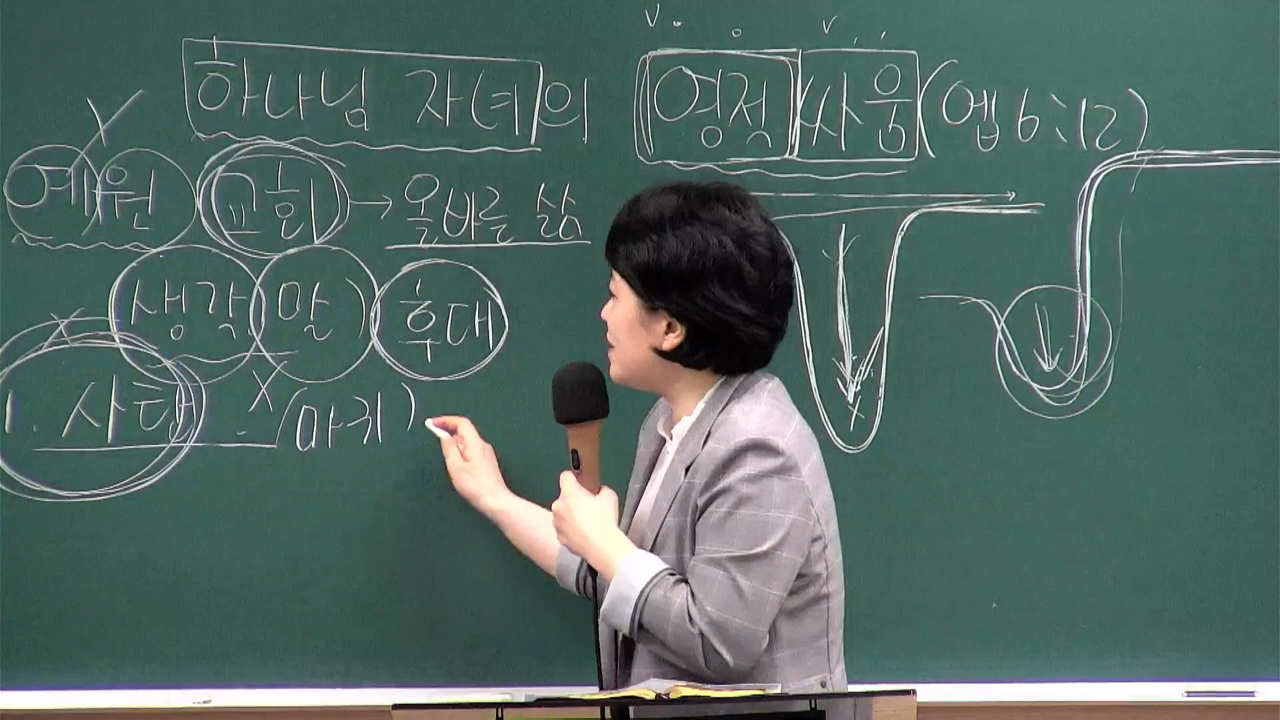 하나님 자녀의 영적싸움(엡 6:12)
예원 교회 → 올바른 삶
생각 말) 후대
1. 사탄 (마귀)